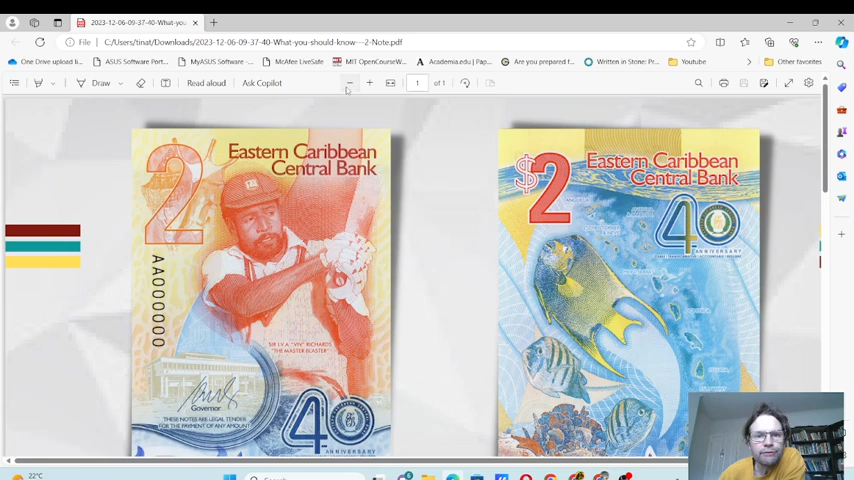 2023-12-06-09-37-40-What-you
File
C:/Users/tinat/Downloads/2023-12-06-09-37-40-What-you-should-know---2-Note.pdf
One Drive upload li...
ASUS Software Port...
MyASUS Software -...
McAfee LiveSafe
MIT OpenCourseW...
Academia.edu | Pap...
Are you prepared f...
Written in Stone: Pr...
Youtube
Other favorites
Draw
Read aloud
Ask Copilot
1
of 1
2
Eastern Caribbean
Central Bank
AA000000
SIR I.V.A "VIV" RICHARDS
"THE MASTER BLASTER"
Governor
THESE NOTES ARE LEGAL TENDER
FOR THE PAYMENT OF ANY AMOUNT
40
ANNIVERSARY
$2
Eastern Caribbean
Central Bank
40
ANNIVERSARY
22°C
Search